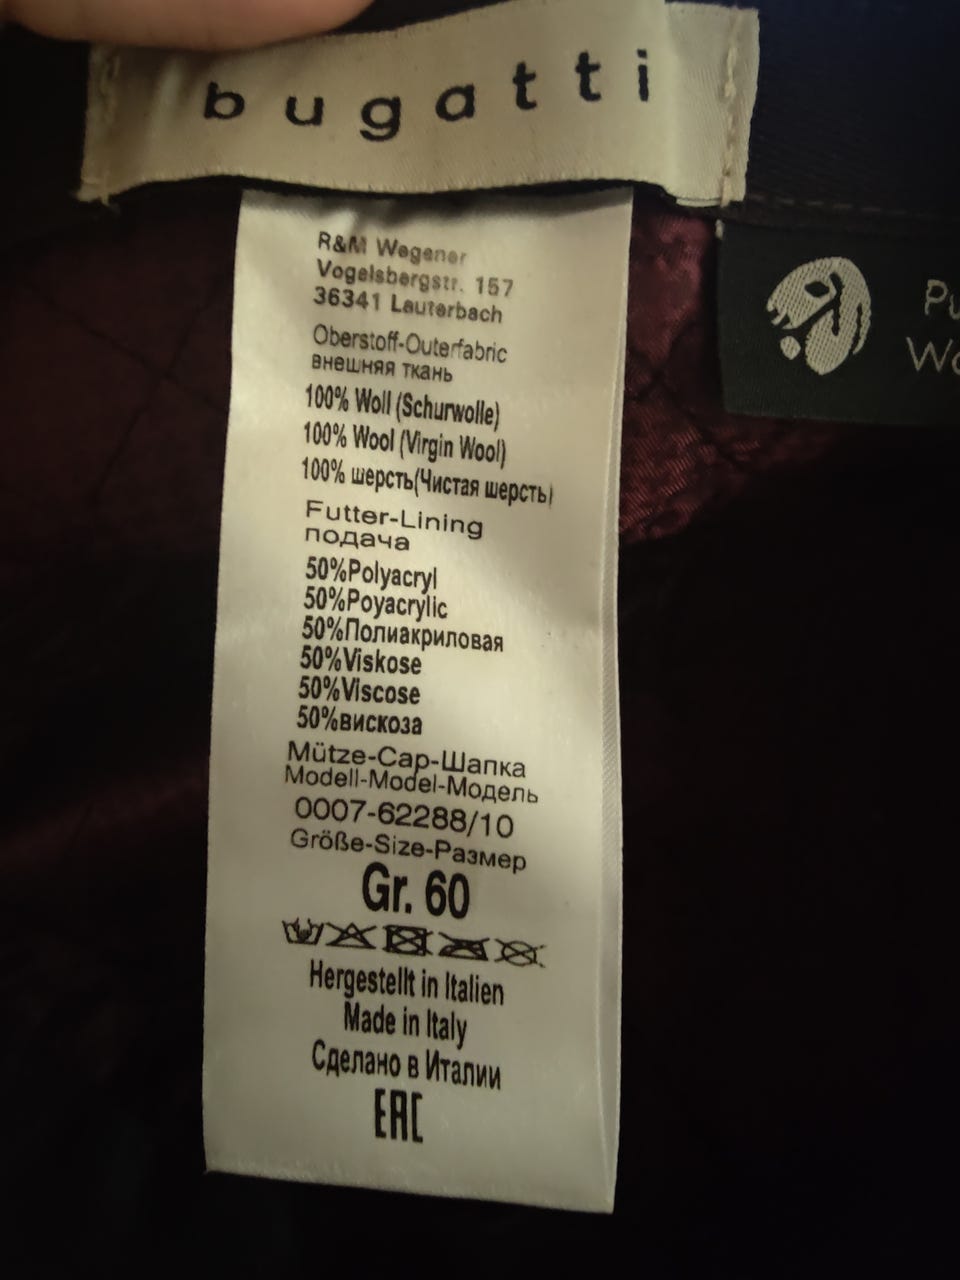 bugatti
R&M Wegener
Vogelsbergstr. 157
36341 Lauterbach
Oberstoff-Outerfabric
внешняя ткань
100% Woll (Schurwolle)
100% Wool (Virgin Wool)
100% шерсть(Чистая шерсть)
Futter-Lining
подача
50%Polyacryl
50%Poyacrylic
50%Полиакриловая
50%Viskose
50%Viscose
50%вискоза
Mütze-Cap-Шапка
Modell-Model-Модель
0007-62288/10
Größe-Size-Размер
Gr. 60
Hergestellt in Italien
Made in Italy
Сделано в Италии
EAC